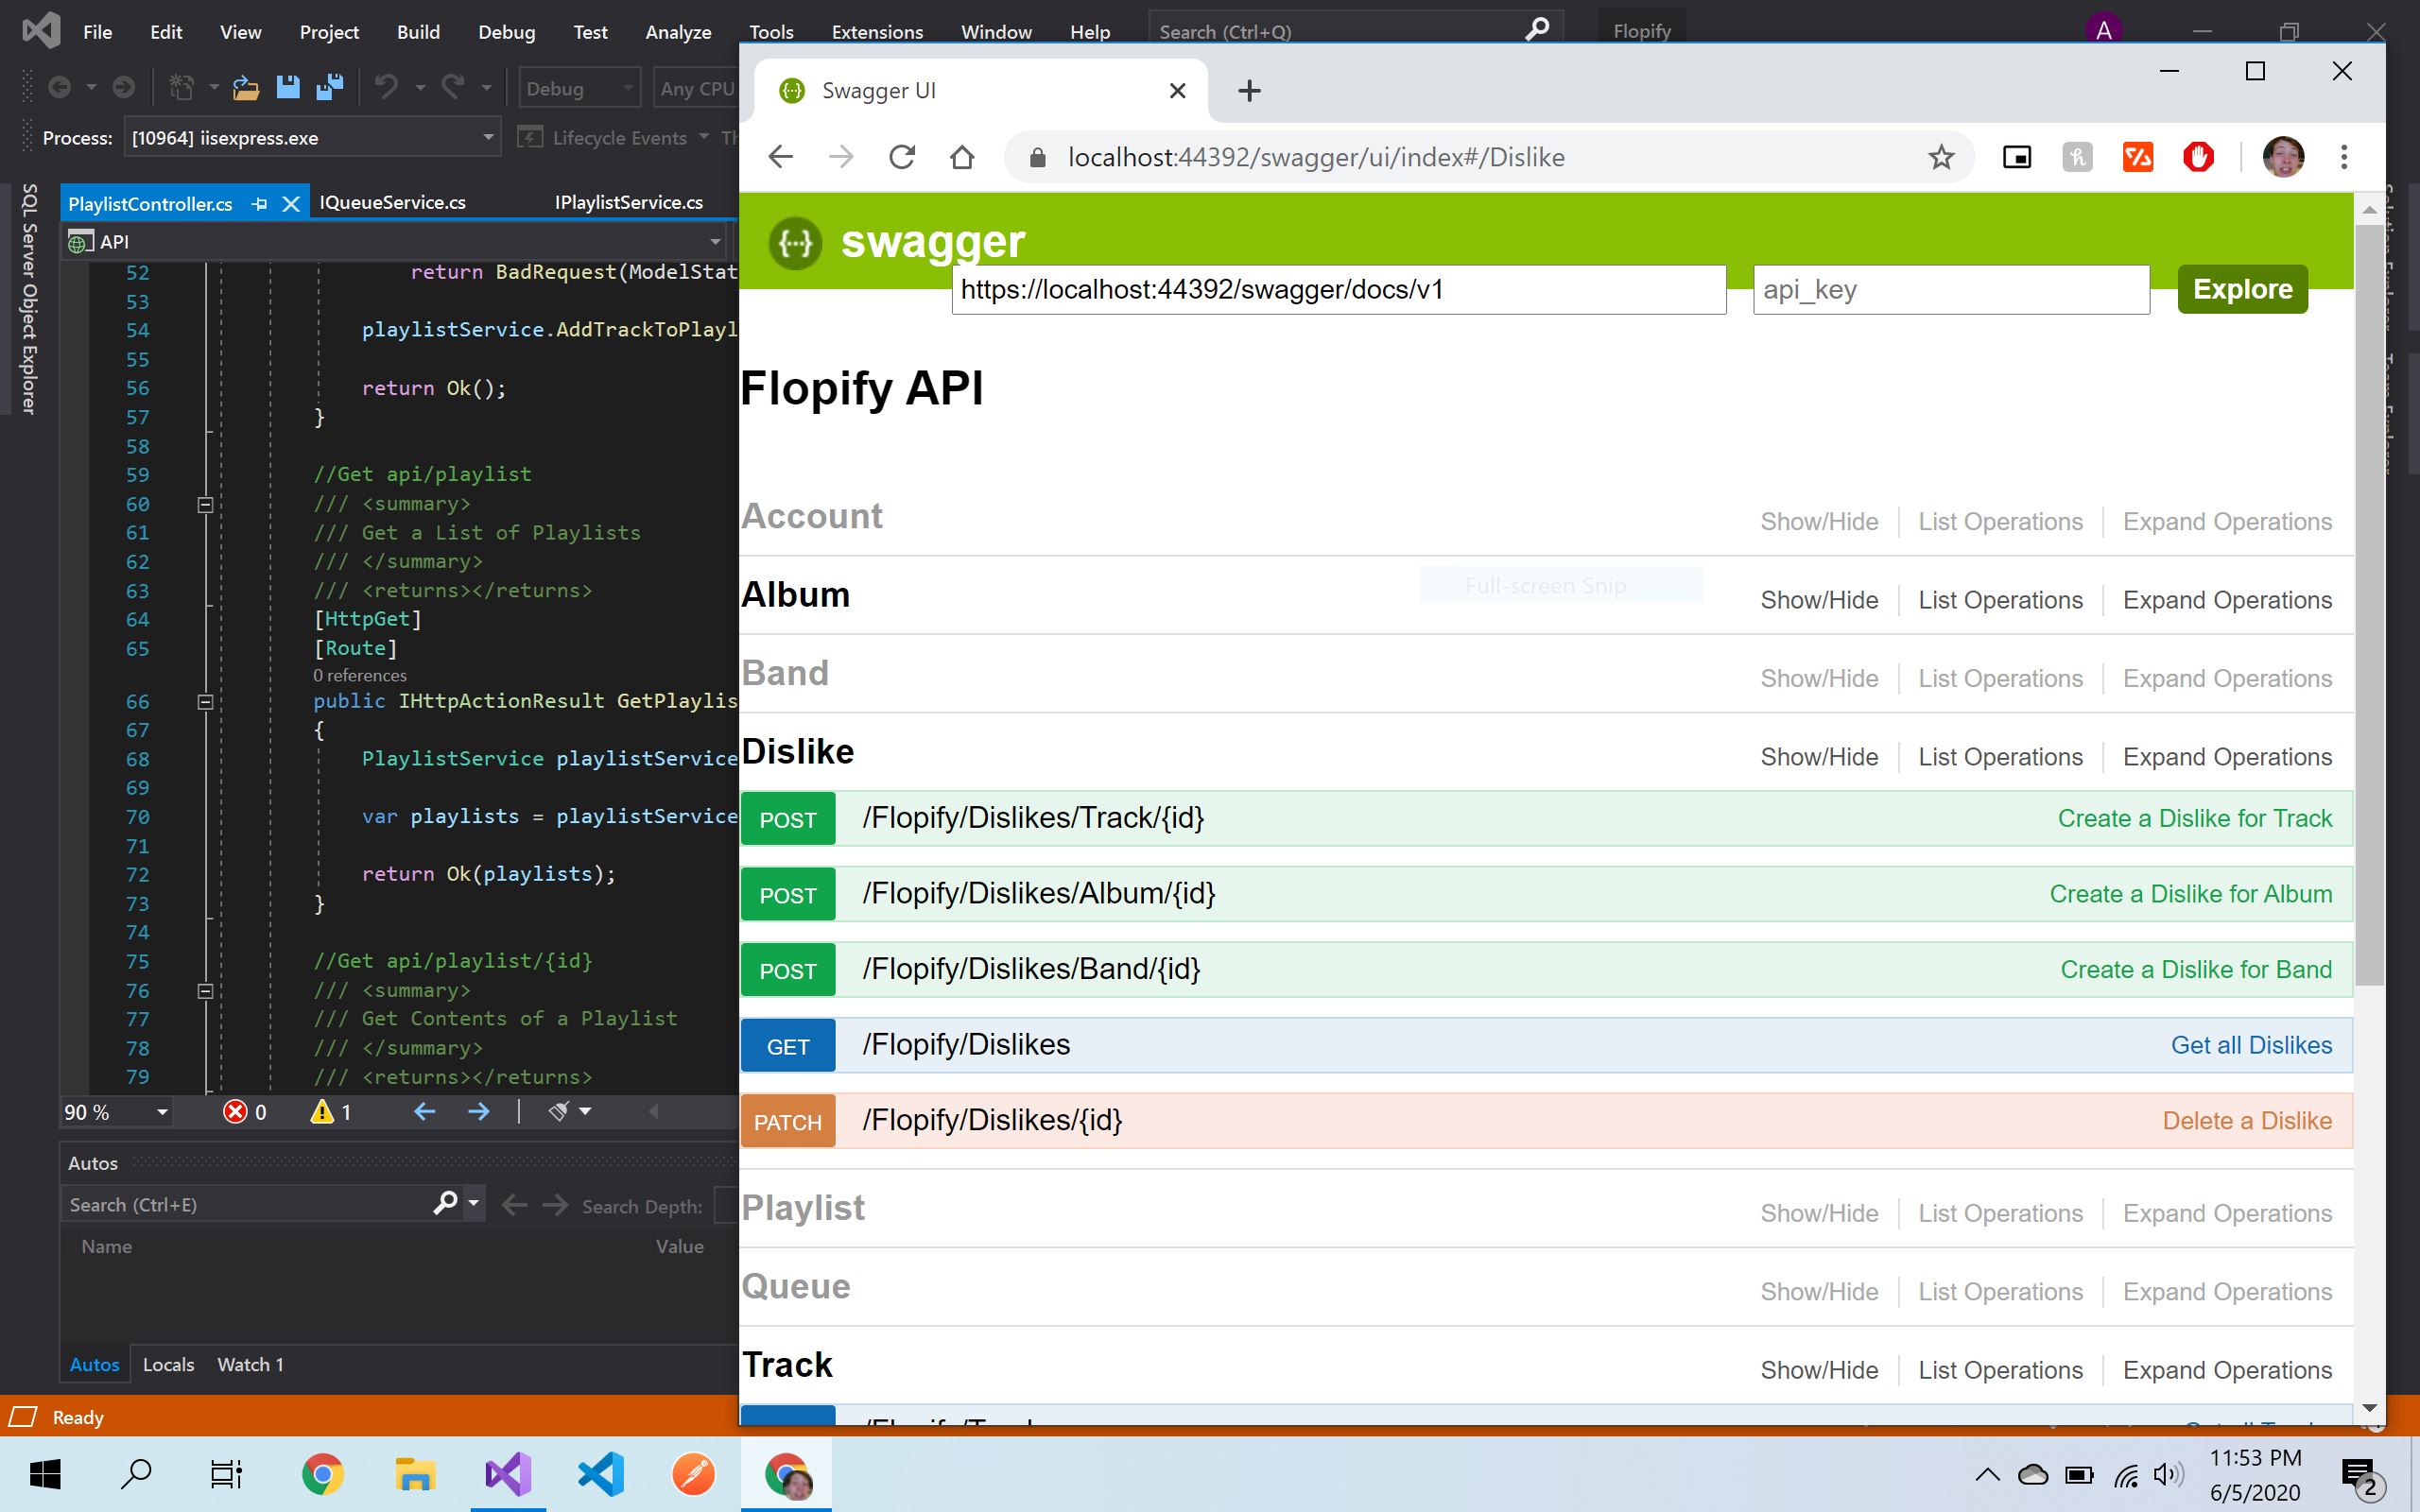 File Edit View Project Build Debug Test Analyze Tools Extensions Window Help Search (Ctrl+Q) Flopify A
Debug Any CPU
Process: [10964] iisexpress.exe Lifecycle Events
SQL Server Object Explorer
PlaylistController.cs IQueueService.cs IPlaylistService.cs
API
52 return BadRequest(ModelStat
53
54 playlistService.AddTrackToPlayl
55
56 return Ok();
57 }
58
59 //Get api/playlist
60 /// <summary>
61 /// Get a List of Playlists
62 /// </summary>
63 /// <returns></returns>
64 [HttpGet]
65 [Route]
0 references
66 public IHttpActionResult GetPlaylis
67 {
68 PlaylistService playlistService
69
70 var playlists = playlistService
71
72 return Ok(playlists);
73 }
74
75 //Get api/playlist/{id}
76 /// <summary>
77 /// Get Contents of a Playlist
78 /// </summary>
79 /// <returns></returns>
90 % 0 1
Autos
Search (Ctrl+E) Search Depth:
Name Value
Autos Locals Watch 1
Ready
Swagger UI
localhost:44392/swagger/ui/index#/Dislike
{···} swagger
https://localhost:44392/swagger/docs/v1 api_key Explore
Flopify API
Account Show/Hide List Operations Expand Operations
Full-screen Snip
Album Show/Hide List Operations Expand Operations
Band Show/Hide List Operations Expand Operations
Dislike Show/Hide List Operations Expand Operations
POST /Flopify/Dislikes/Track/{id} Create a Dislike for Track
POST /Flopify/Dislikes/Album/{id} Create a Dislike for Album
POST /Flopify/Dislikes/Band/{id} Create a Dislike for Band
GET /Flopify/Dislikes Get all Dislikes
PATCH /Flopify/Dislikes/{id} Delete a Dislike
Playlist Show/Hide List Operations Expand Operations
Queue Show/Hide List Operations Expand Operations
Track Show/Hide List Operations Expand Operations
11:53 PM
6/5/2020
2